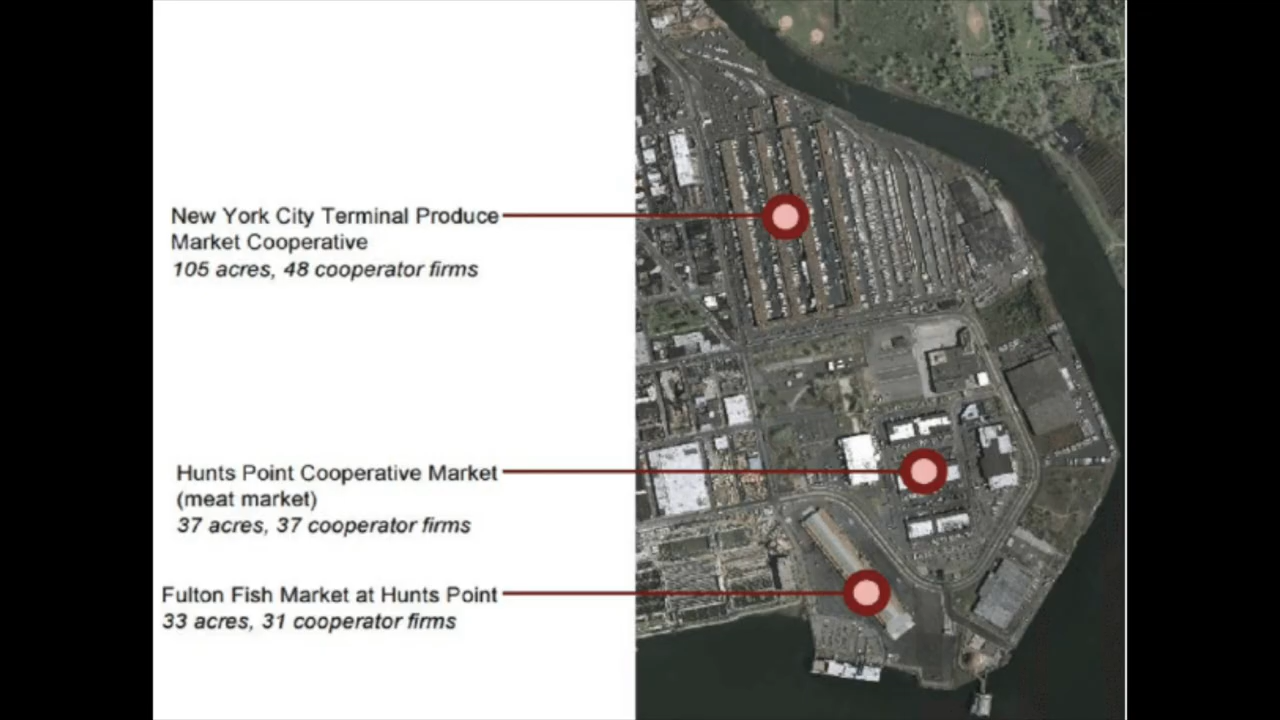 New York City Terminal Produce
Market Cooperative
105 acres, 48 cooperator firms
Hunts Point Cooperative Market
(meat market)
37 acres, 37 cooperator firms
Fulton Fish Market at Hunts Point
33 acres, 31 cooperator firms